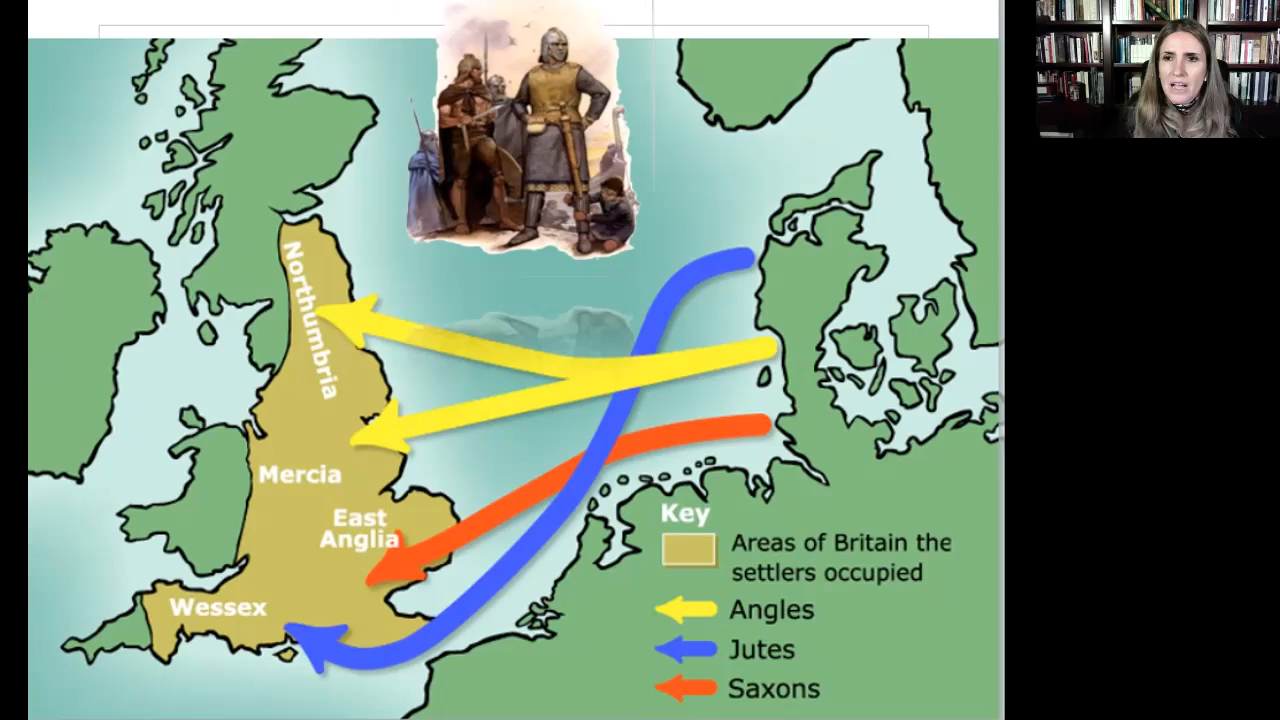 Northumbria
Mercia
East
Anglia
Wessex
Key
Areas of Britain the
settlers occupied
Angles
Jutes
Saxons